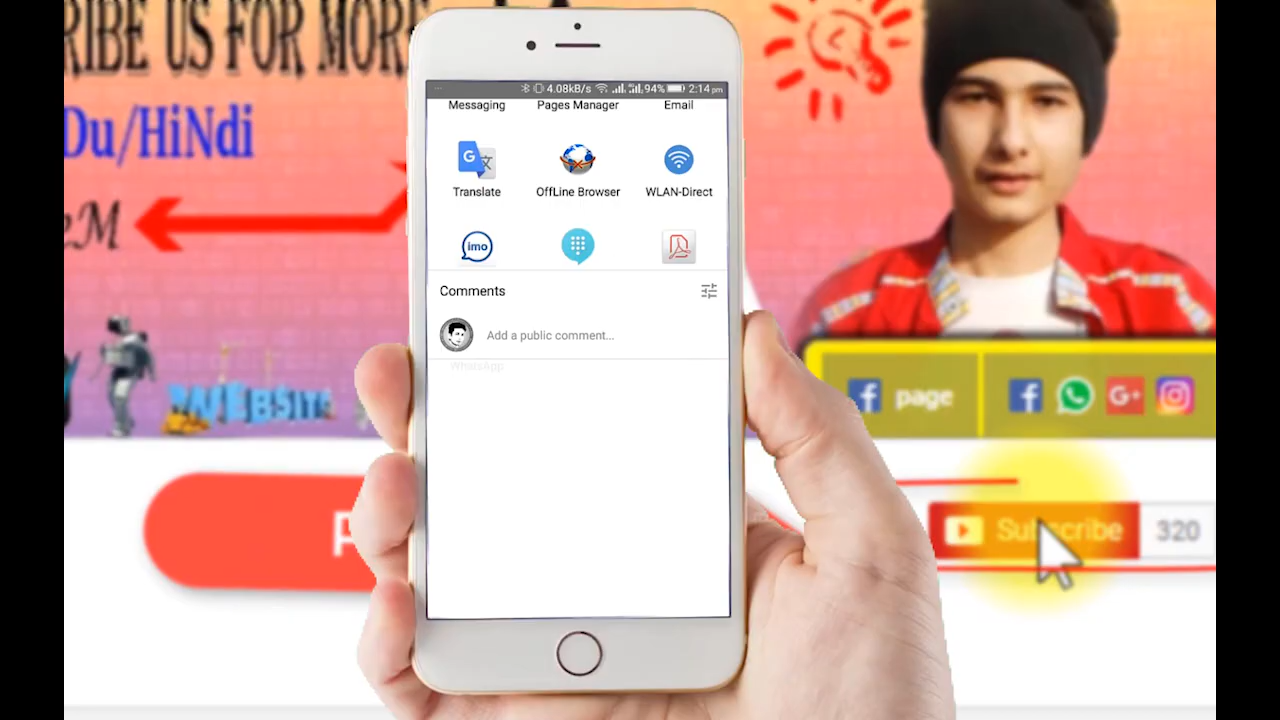 RIBE US FOR MORE
Du/HiNdi
M
4.08kB/s 94% 2:14 pm
Messaging Pages Manager Email
Translate OffLine Browser WLAN-Direct
imo
Comments
Add a public comment...
WhatsApp
page
WEBSITE
Subscribe 320